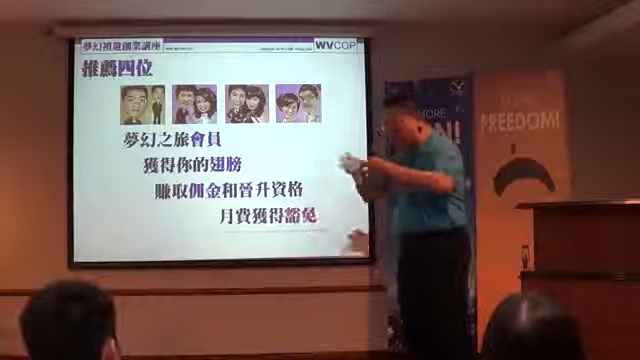 夢幻禮遊創業講座
WVCOP
推薦四位
夢幻之旅會員
獲得你的翅膀
賺取佣金和晉升資格
月費獲得豁免
FREEDOM!